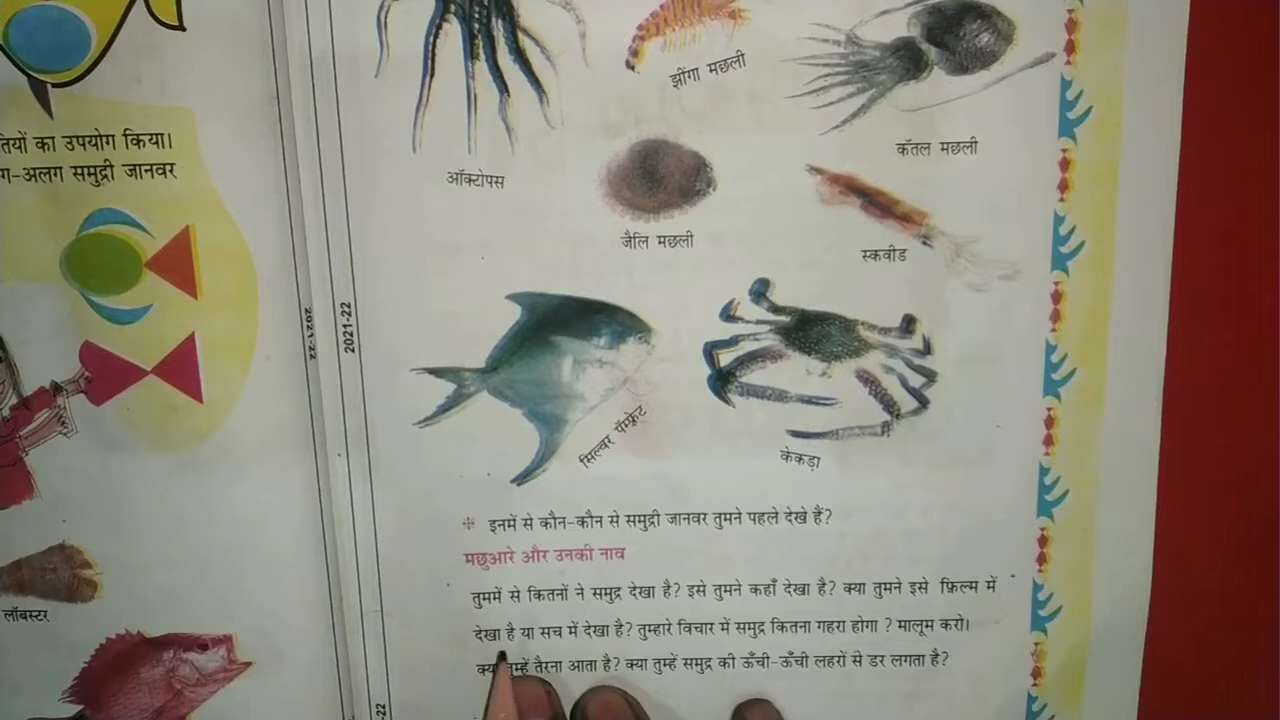 तियों का उपयोग किया।
ग-अलग समुद्री जानवर
लॉबस्टर
2021-22
2021-22
झींगा मछली
कॅतल मछली
ऑक्टोपस
जैलि मछली
स्कवीड
सिल्वर पॅम्फ्रेट
केकड़ा
इनमें से कौन-कौन से समुद्री जानवर तुमने पहले देखे हैं?
मछुआरे और उनकी नाव
तुममें से कितनों ने समुद्र देखा है? इसे तुमने कहाँ देखा है? क्या तुमने इसे फ़िल्म में
देखा है या सच में देखा है? तुम्हारे विचार में समुद्र कितना गहरा होगा ? मालूम करो।
तैरना आता है? क्या तुम्हें समुद्र की ऊँची-ऊँची लहरों से डर लगता है?
-22